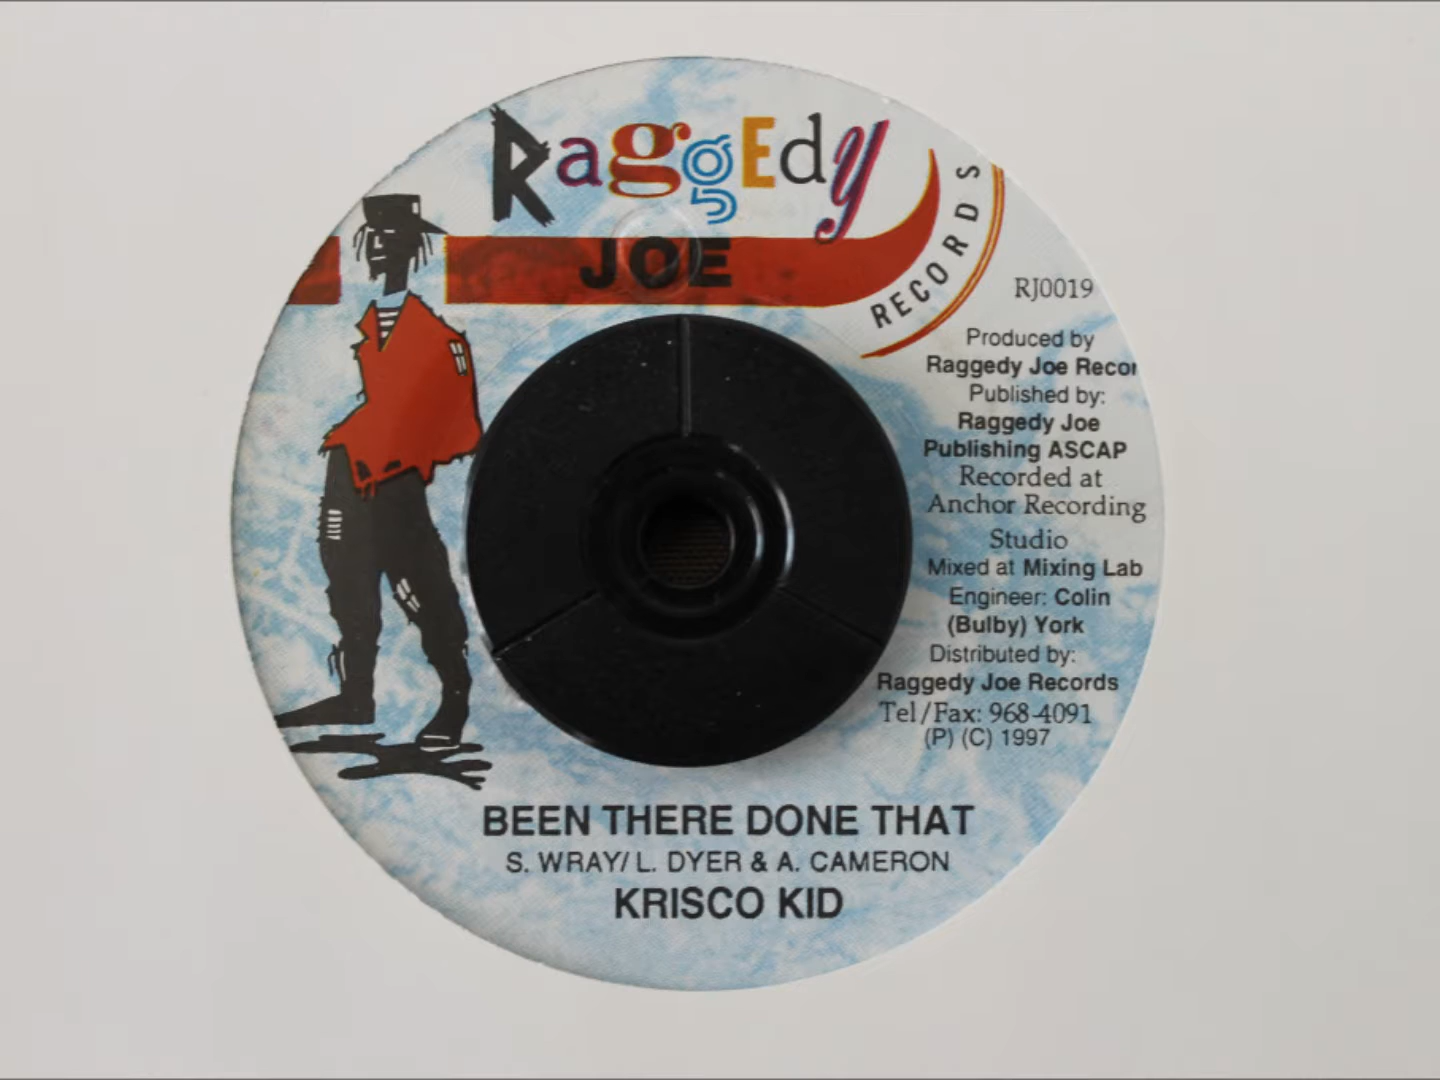 RaggEdy
JOE
RECORDS
RJ0019
Produced by
Raggedy Joe Recor
Published by:
Raggedy Joe
Publishing ASCAP
Recorded at
Anchor Recording
Studio
Mixed at Mixing Lab
Engineer: Colin
(Bulby) York
Distributed by:
Raggedy Joe Records
Tel/Fax: 968-4091
(P) (C) 1997
BEEN THERE DONE THAT
S. WRAY/ L. DYER & A. CAMERON
KRISCO KID